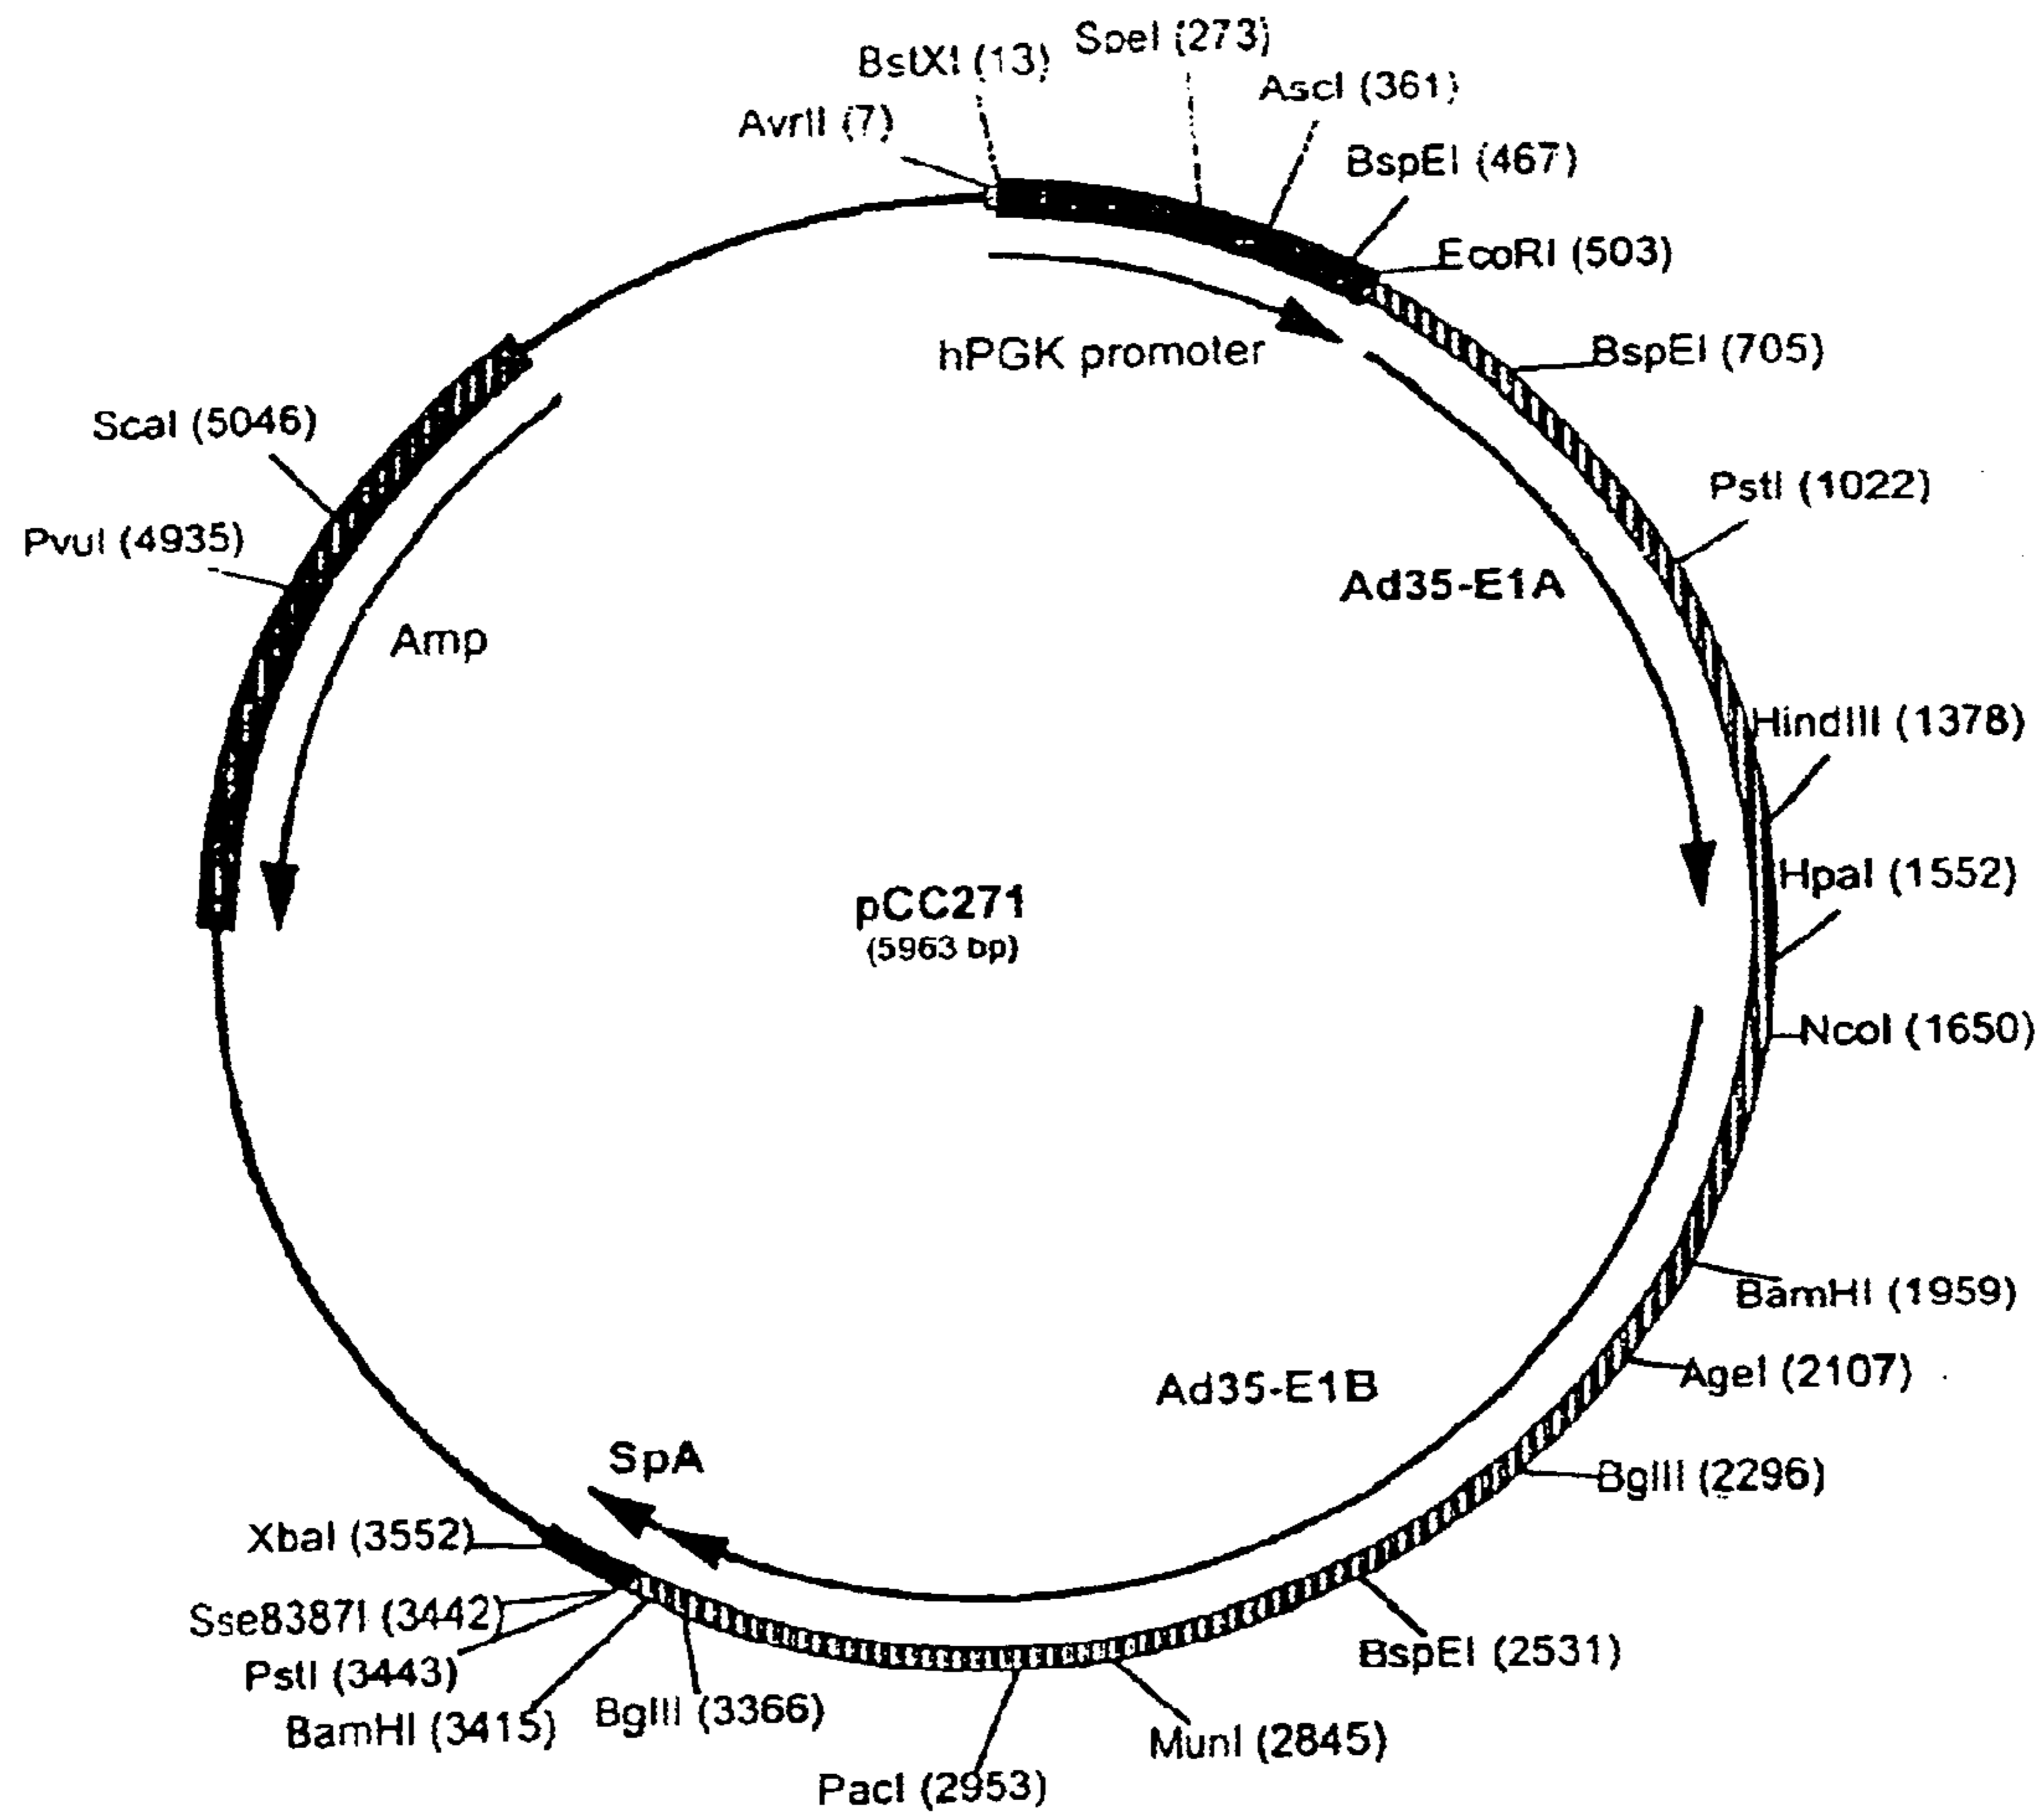 BstXI (13)
SpeI (273)
AscI (361)
AvrII (7)
BspEI (467)
EcoRI (503)
hPGK promoter
BspEI (705)
ScaI (5046)
PstI (1022)
PvuI (4935)
Ad35-E1A
Amp
HindIII (1378)
HpaI (1552)
pCC271
(5963 bp)
NcoI (1650)
BamHI (1959)
AgeI (2107)
Ad35-E1B
SpA
BglII (2296)
XbaI (3552)
Sse8387I (3442)
BspEI (2531)
PstI (3443)
BglII (3366)
BamHI (3415)
MunI (2845)
PacI (2953)